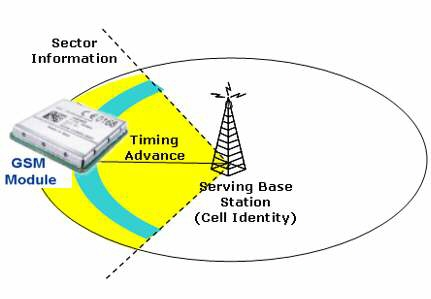 Sector
Information
Timing
Advance
GSM
Module
Serving Base
Station
(Cell Identity)